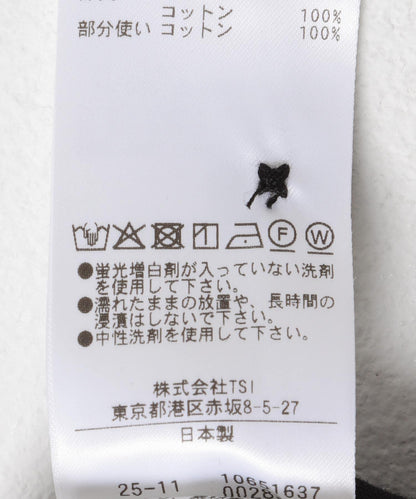 コットン 100%
部分使い コットン 100%
●蛍光増白剤が入っていない洗剤
を使用して下さい。
●濡れたままの放置や、長時間の
浸漬はしないで下さい。
●中性洗剤を使用して下さい。
株式会社TSI
東京都港区赤坂8-5-27
日本製
25-11
00281637